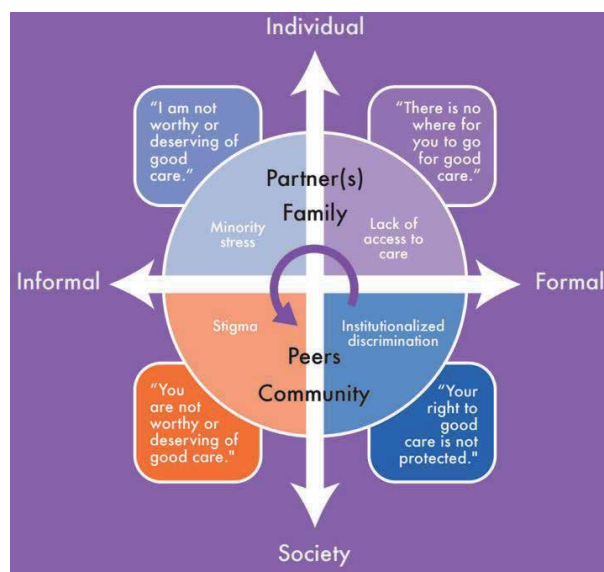 Individual
“I am not
worthy or
deserving of
good
care.”
“There is no
where for
you to go
for good
care.”
Partner(s)
Family
Minority
stress
Lack of
access to
care
Informal
Formal
Stigma
Institutionalized
discrimination
Peers
Community
“You
are not
worthy or
deserving of
good care."
“Your
right to
good
care is not
protected."
Society